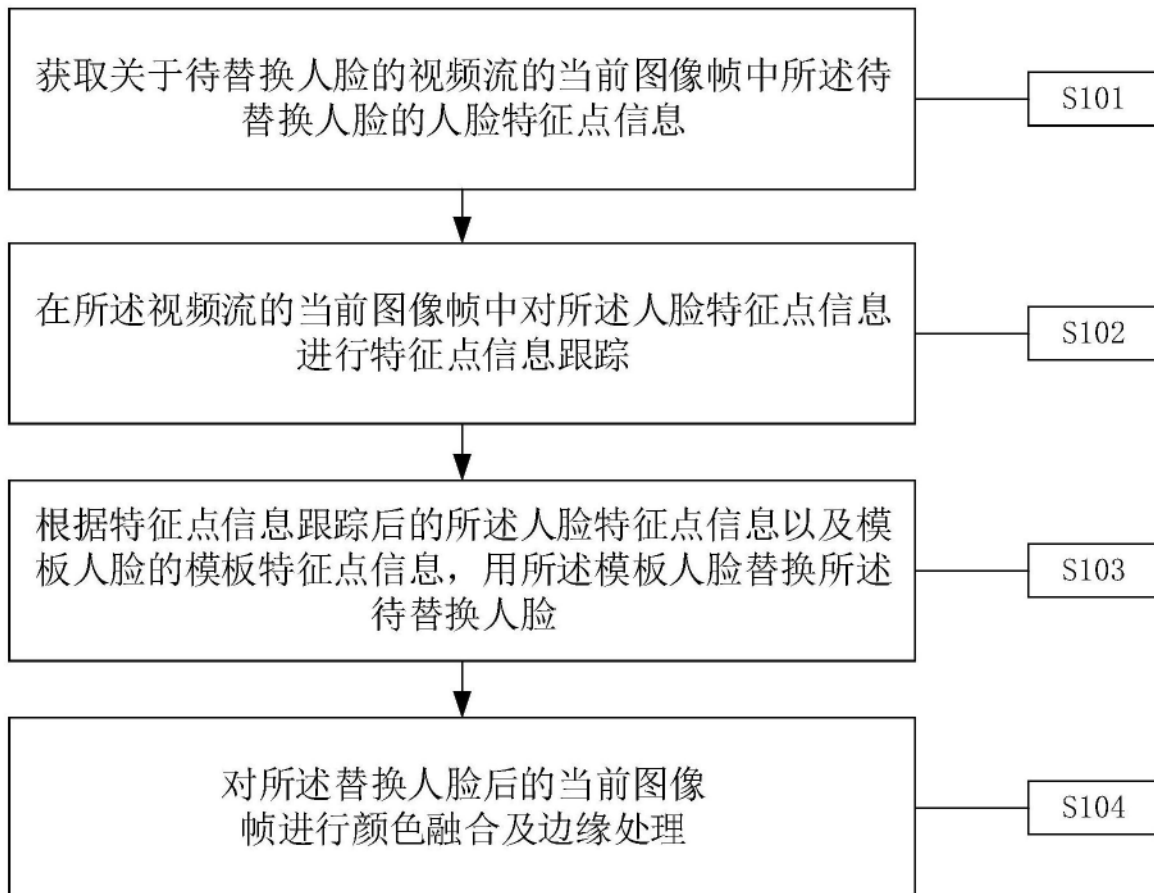 获取关于待替换人脸的视频流的当前图像帧中所述待
替换人脸的人脸特征点信息
S101
在所述视频流的当前图像帧中对所述人脸特征点信息
进行特征点信息跟踪
S102
根据特征点信息跟踪后的所述人脸特征点信息以及模
板人脸的模板特征点信息，用所述模板人脸替换所述
待替换人脸
S103
对所述替换人脸后的当前图像
帧进行颜色融合及边缘处理
S104